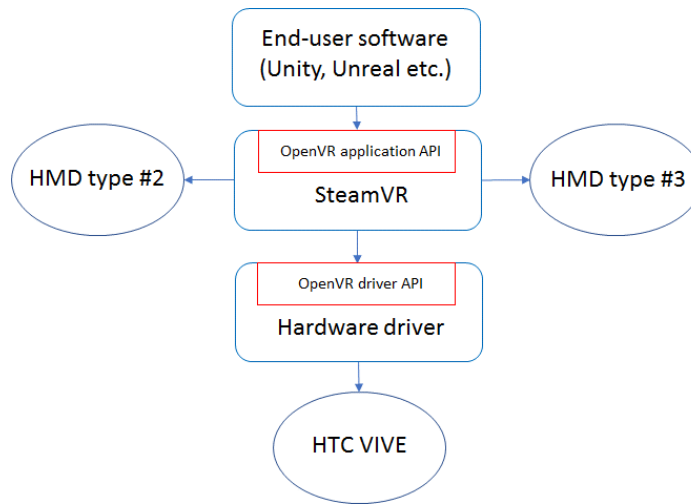 End-user software
(Unity, Unreal etc.)
OpenVR application API
HMD type #2
SteamVR
HMD type #3
OpenVR driver API
Hardware driver
HTC VIVE